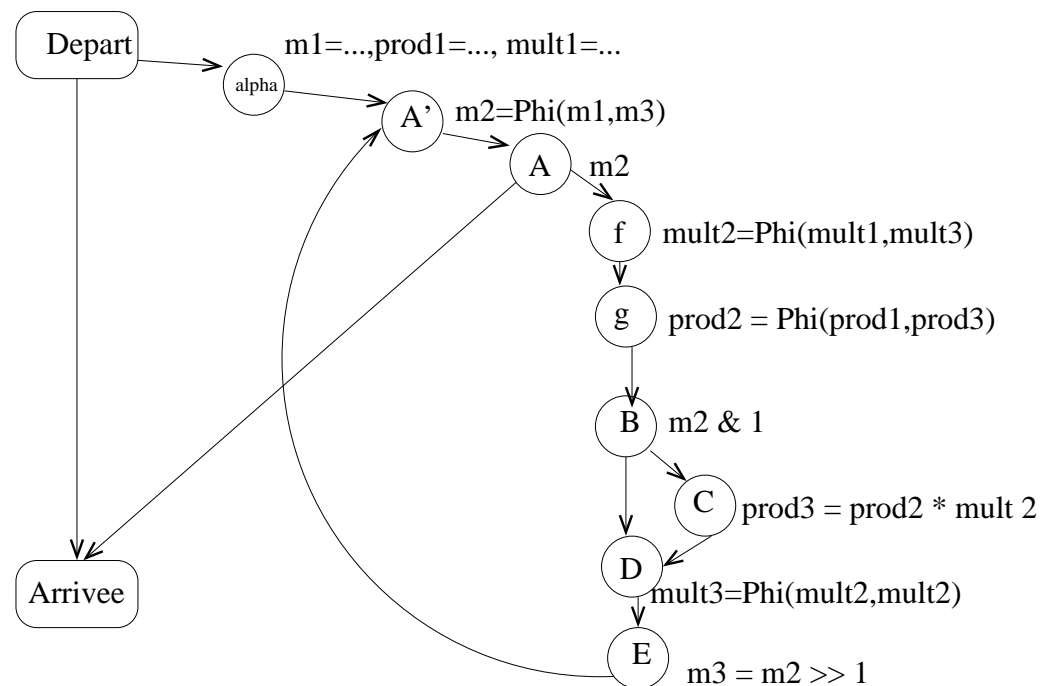 Depart
m1=...,prod1=..., mult1=...
alpha
A’
m2=Phi(m1,m3)
A
m2
f
mult2=Phi(mult1,mult3)
g
prod2 = Phi(prod1,prod3)
B
m2 & 1
C
prod3 = prod2 * mult 2
D
Arrivee
mult3=Phi(mult2,mult2)
E
m3 = m2 >> 1